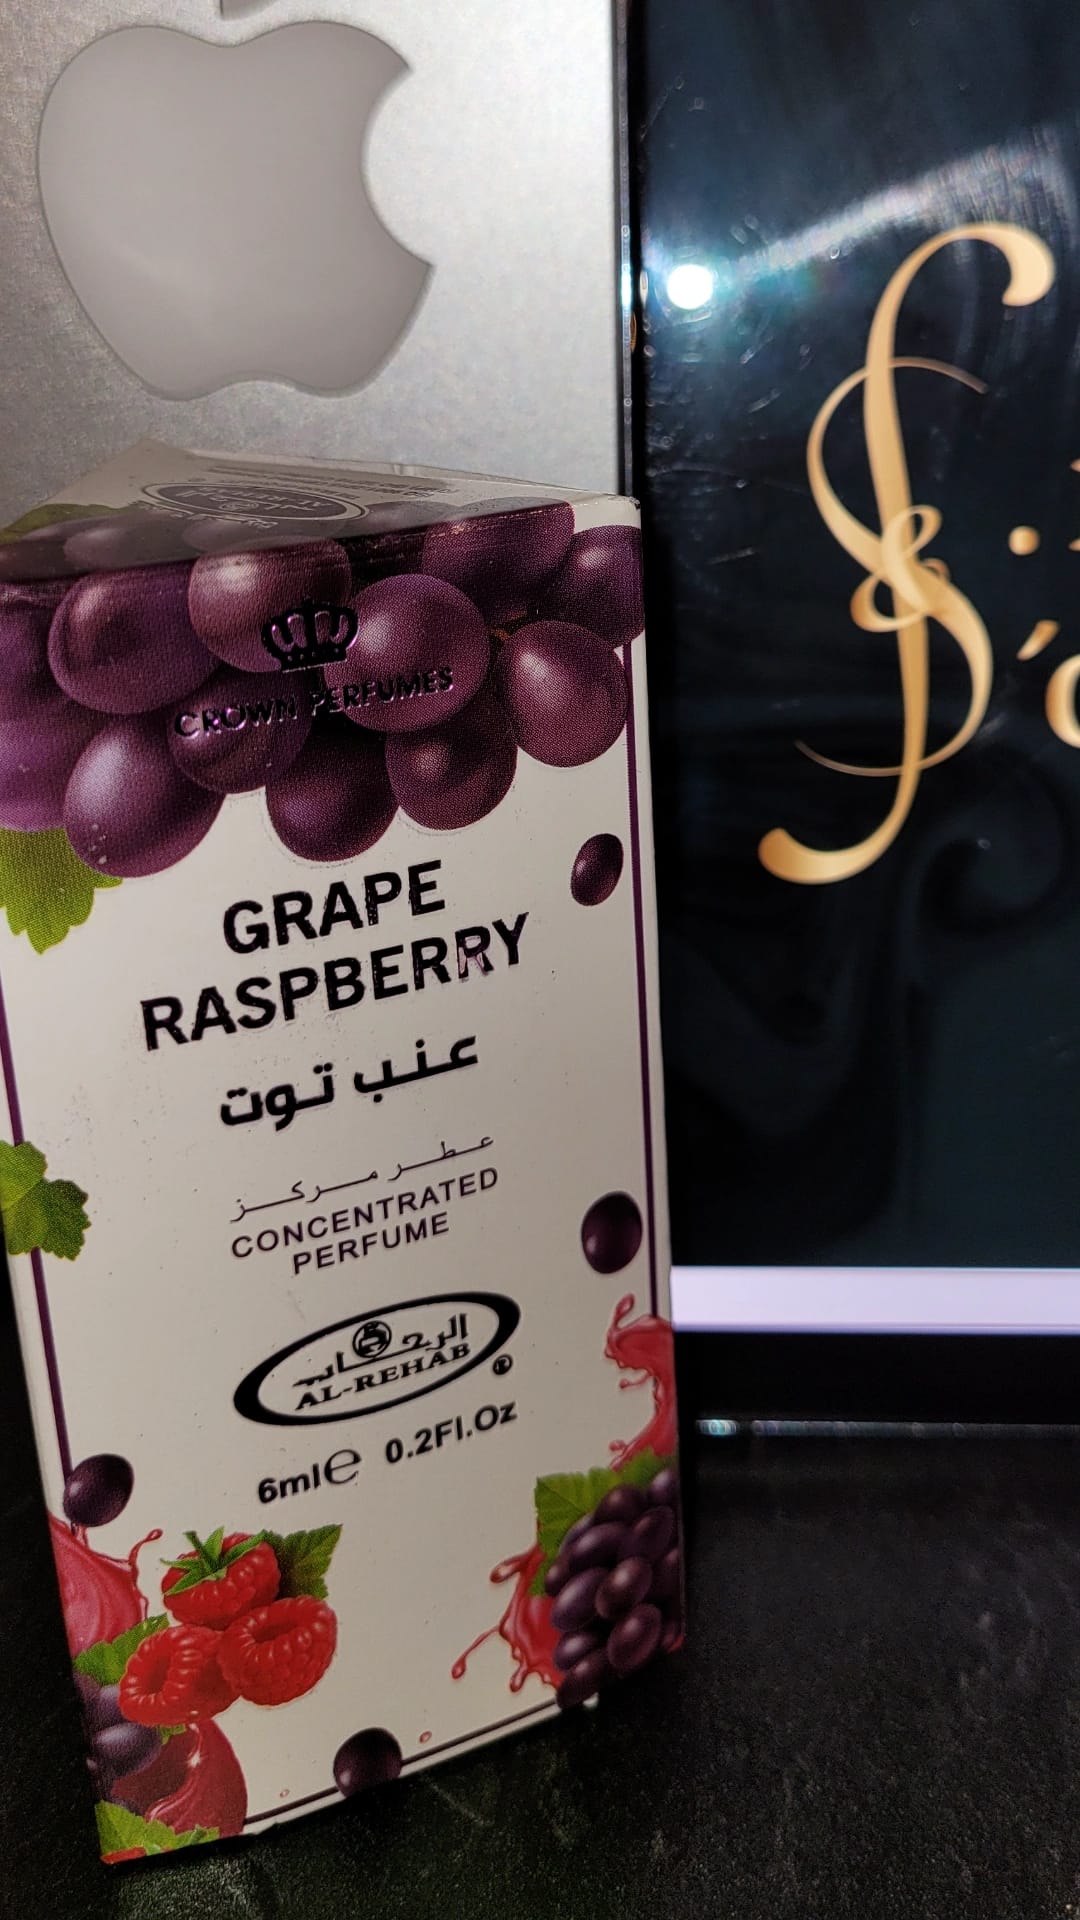 CROWN PERFUMES
GRAPE
RASPBERRY
عنب توت
عطر مركز
CONCENTRATED
PERFUME
الرحاب
AL-REHAB
®
6ml℮ 0.2Fl.Oz